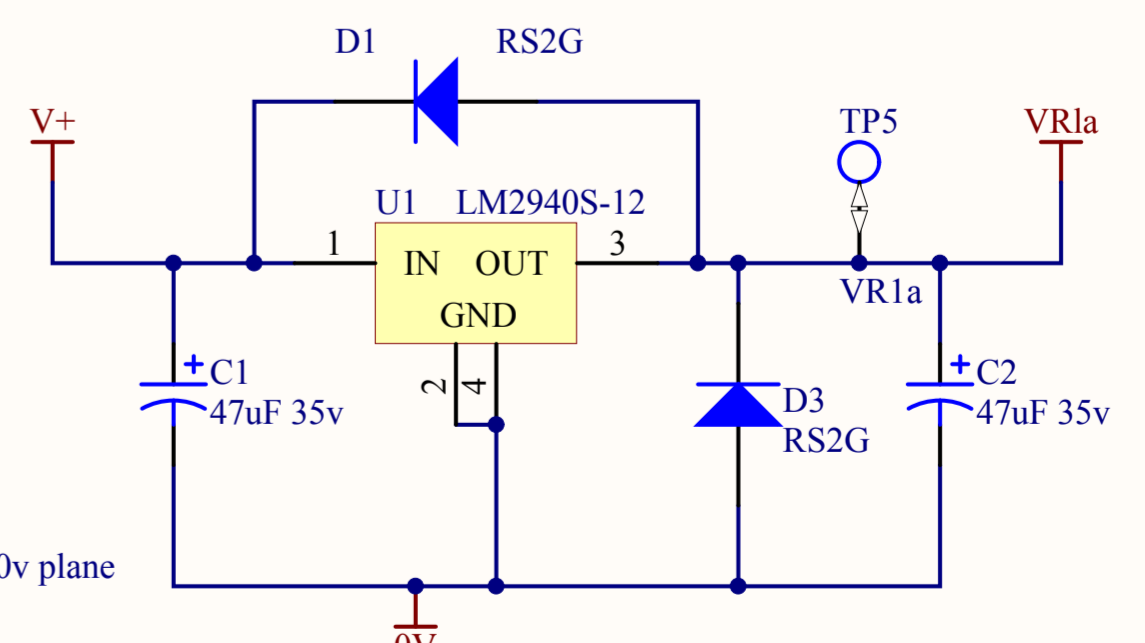 D1 RS2G
V+
TP5
VRla
U1 LM2940S-12
1
3
IN OUT
VR1a
GND
2
4
+
C1
47uF 35v
+
C2
47uF 35v
D3
RS2G
0v plane
0V